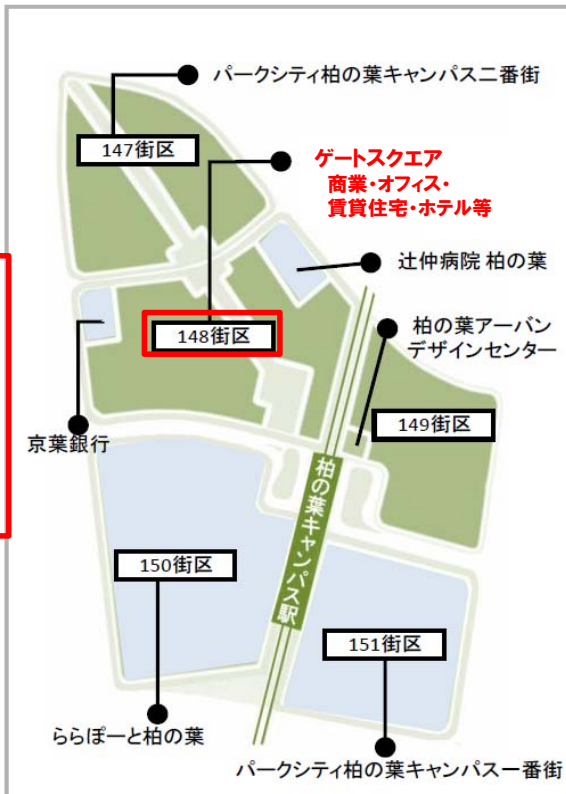 パークシティ柏の葉キャンパス二番街
147街区
ゲートスクエア
商業・オフィス・
賃貸住宅・ホテル等
辻仲病院 柏の葉
148街区
柏の葉アーバン
デザインセンター
149街区
京葉銀行
柏の葉キャンパス駅
150街区
151街区
ららぽーと柏の葉
パークシティ柏の葉キャンパス一番街